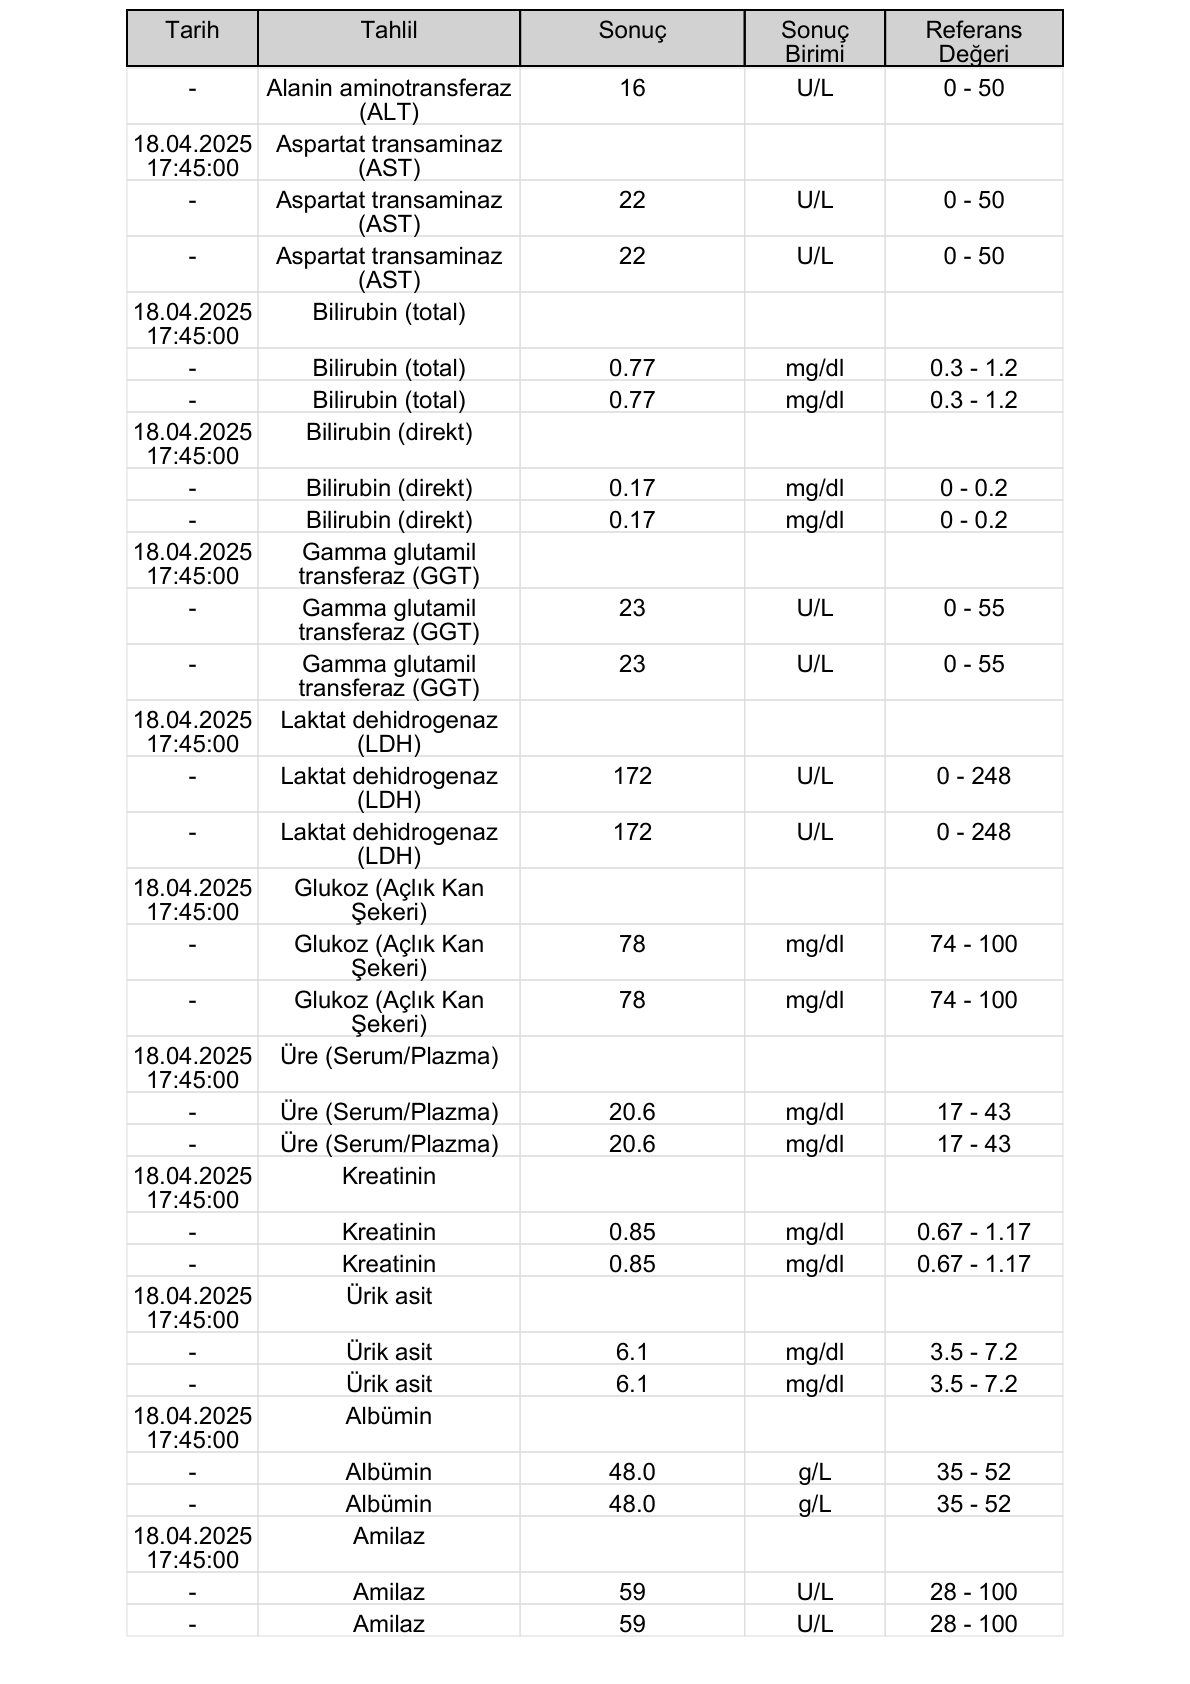 Tarih Tahlil Sonuç Sonuç Birimi Referans Değeri
- Alanin aminotransferaz (ALT) 16 U/L 0 - 50
18.04.2025 17:45:00 Aspartat transaminaz (AST)
- Aspartat transaminaz (AST) 22 U/L 0 - 50
- Aspartat transaminaz (AST) 22 U/L 0 - 50
18.04.2025 17:45:00 Bilirubin (total)
- Bilirubin (total) 0.77 mg/dl 0.3 - 1.2
- Bilirubin (total) 0.77 mg/dl 0.3 - 1.2
18.04.2025 17:45:00 Bilirubin (direkt)
- Bilirubin (direkt) 0.17 mg/dl 0 - 0.2
- Bilirubin (direkt) 0.17 mg/dl 0 - 0.2
18.04.2025 17:45:00 Gamma glutamil transferaz (GGT)
- Gamma glutamil transferaz (GGT) 23 U/L 0 - 55
- Gamma glutamil transferaz (GGT) 23 U/L 0 - 55
18.04.2025 17:45:00 Laktat dehidrogenaz (LDH)
- Laktat dehidrogenaz (LDH) 172 U/L 0 - 248
- Laktat dehidrogenaz (LDH) 172 U/L 0 - 248
18.04.2025 17:45:00 Glukoz (Açlık Kan Şekeri)
- Glukoz (Açlık Kan Şekeri) 78 mg/dl 74 - 100
- Glukoz (Açlık Kan Şekeri) 78 mg/dl 74 - 100
18.04.2025 17:45:00 Üre (Serum/Plazma)
- Üre (Serum/Plazma) 20.6 mg/dl 17 - 43
- Üre (Serum/Plazma) 20.6 mg/dl 17 - 43
18.04.2025 17:45:00 Kreatinin
- Kreatinin 0.85 mg/dl 0.67 - 1.17
- Kreatinin 0.85 mg/dl 0.67 - 1.17
18.04.2025 17:45:00 Ürik asit
- Ürik asit 6.1 mg/dl 3.5 - 7.2
- Ürik asit 6.1 mg/dl 3.5 - 7.2
18.04.2025 17:45:00 Albümin
- Albümin 48.0 g/L 35 - 52
- Albümin 48.0 g/L 35 - 52
18.04.2025 17:45:00 Amilaz
- Amilaz 59 U/L 28 - 100
- Amilaz 59 U/L 28 - 100